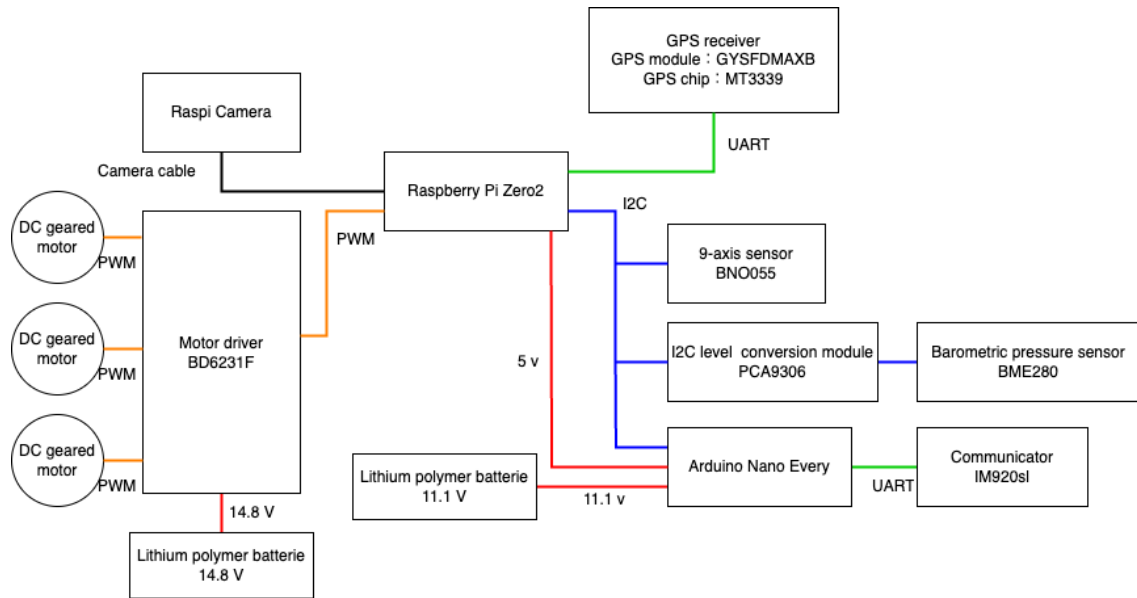 GPS receiver
GPS module：GYSFDMAXB
GPS chip：MT3339
Raspi Camera
UART
Camera cable
Raspberry Pi Zero2
I2C
DC geared
motor
PWM
PWM
9-axis sensor
BNO055
DC geared
motor
PWM
Motor driver
BD6231F
5 v
I2C level conversion module
PCA9306
Barometric pressure sensor
BME280
DC geared
motor
PWM
Lithium polymer batterie
11.1 V
11.1 v
Arduino Nano Every
UART
Communicator
IM920sl
14.8 V
Lithium polymer batterie
14.8 V